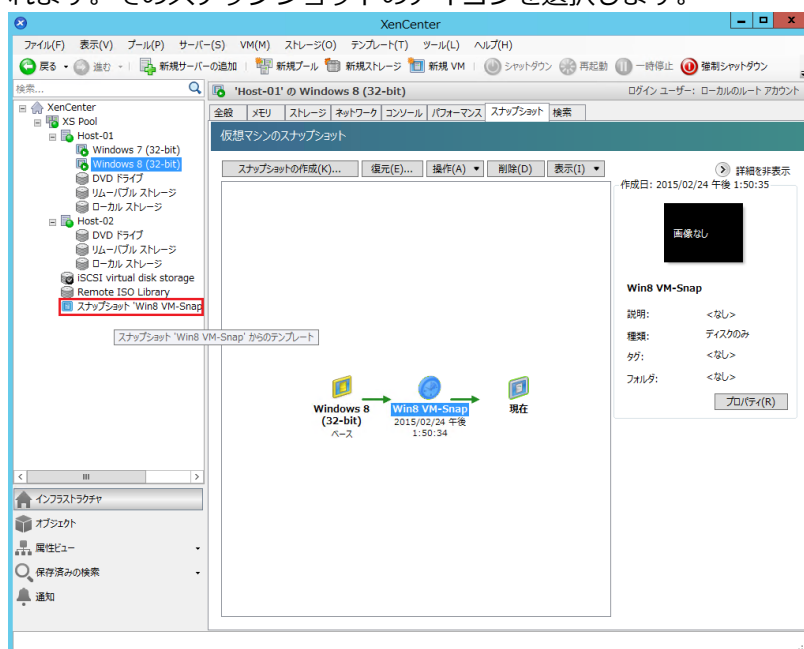 れます。そのスナップショットのアイコンを選択します。
XenCenter
ファイル(F) 表示(V) プール(P) サーバー(S) VM(M) ストレージ(O) テンプレート(T) ツール(L) ヘルプ(H)
戻る 進む 新規サーバーの追加 新規プール 新規ストレージ 新規 VM シャットダウン 再起動 一時停止 強制シャットダウン
検索...
'Host-01' の Windows 8 (32-bit) ログイン ユーザー: ローカルのルート アカウント
XenCenter
XS Pool
Host-01
Windows 7 (32-bit)
Windows 8 (32-bit)
DVD ドライブ
リムーバブル ストレージ
ローカル ストレージ
Host-02
DVD ドライブ
リムーバブル ストレージ
ローカル ストレージ
iSCSI virtual disk storage
Remote ISO Library
スナップショット 'Win8 VM-Snap
スナップショット 'Win8 VM-Snap' からのテンプレート
全般 メモリ ストレージ ネットワーク コンソール パフォーマンス スナップショット 検索
仮想マシンのスナップショット
スナップショットの作成(K)... 復元(E)... 操作(A) 削除(D) 表示(I)
詳細を非表示
作成日: 2015/02/24 午後 1:50:35
画像なし
Win8 VM-Snap
説明: <なし>
種類: ディスクのみ
タグ: <なし>
フォルダ: <なし>
プロパティ(R)
Windows 8
(32-bit)
ベース
Win8 VM-Snap
2015/02/24 午後
1:50:34
現在
インフラストラクチャ
オブジェクト
属性ビュー
保存済みの検索
通知